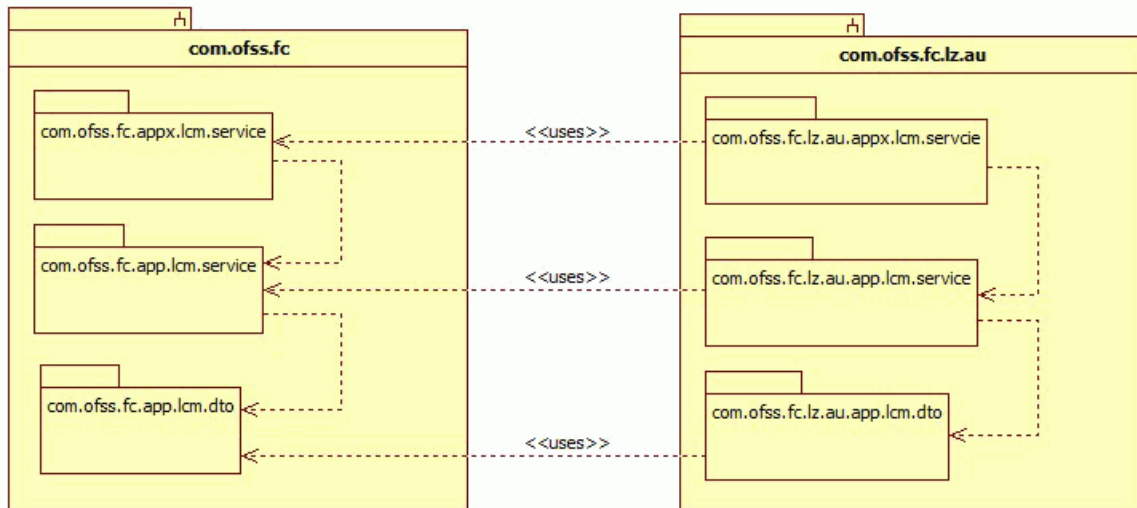 com.ofss.fc
com.ofss.fc.appx.lcm.service
com.ofss.fc.app.lcm.service
com.ofss.fc.app.lcm.dto
<<uses>>
<<uses>>
<<uses>>
com.ofss.fc.lz.au
com.ofss.fc.lz.au.appx.lcm.servcie
com.ofss.fc.lz.au.app.lcm.service
com.ofss.fc.lz.au.app.lcm.dto